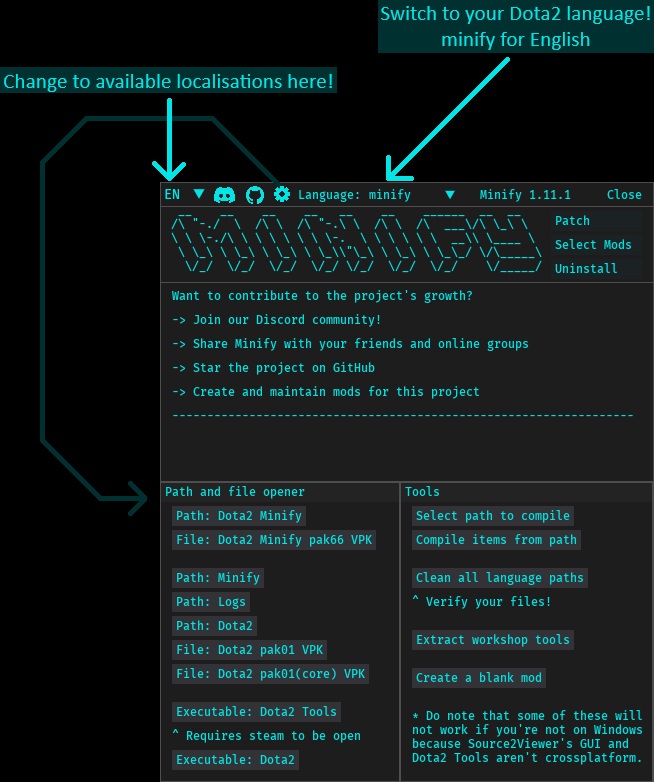 Switch to your Dota2 language!
minify for English
Change to available localisations here!
EN ▼ Language: minify ▼ Minify 1.11.1 Close
Patch
Select Mods
Uninstall
Want to contribute to the project's growth?
-> Join our Discord community!
-> Share Minify with your friends and online groups
-> Star the project on GitHub
-> Create and maintain mods for this project
------------------------------------------------------------------
Path and file opener
Path: Dota2 Minify
File: Dota2 Minify pak66 VPK
Path: Minify
Path: Logs
Path: Dota2
File: Dota2 pak01 VPK
File: Dota2 pak01(core) VPK
Executable: Dota2 Tools
^ Requires steam to be open
Executable: Dota2
Tools
Select path to compile
Compile items from path
Clean all language paths
^ Verify your files!
Extract workshop tools
Create a blank mod
* Do note that some of these will
not work if you're not on Windows
because Source2Viewer's GUI and
Dota2 Tools aren't crossplatform.